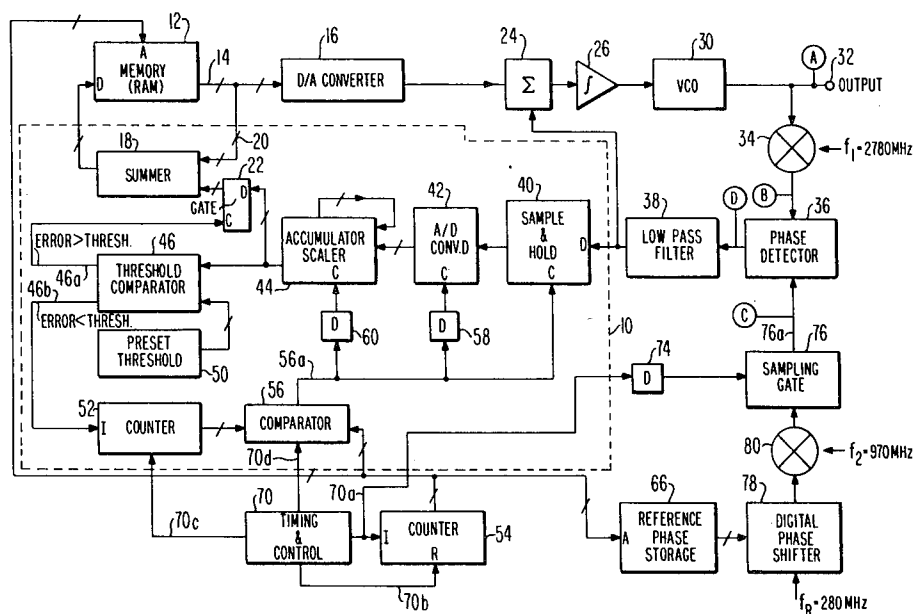 12
A
MEMORY
(RAM)
D
14
16
D/A CONVERTER
24
Σ
26
∫
30
VCO
A
32
OUTPUT
34
f1=2780MHz
B
18
SUMMER
20
22
GATE
D
C
46
ERROR>THRESH.
46a
THRESHOLD
COMPARATOR
46b
ERROR<THRESH.
PRESET
THRESHOLD
50
ACCUMULATOR
SCALER
C
44
42
A/D
CONV.D
C
40
SAMPLE
&
HOLD
D
C
38
LOW PASS
FILTER
D
36
PHASE
DETECTOR
C
76a
76
SAMPLING
GATE
D
60
D
58
10
56a
74
D
52
I
COUNTER
56
COMPARATOR
70d
70a
80
f2=970MHz
70c
70
TIMING
&
CONTROL
I
COUNTER
R
54
70b
66
A
REFERENCE
PHASE
STORAGE
78
DIGITAL
PHASE
SHIFTER
fR=280MHz